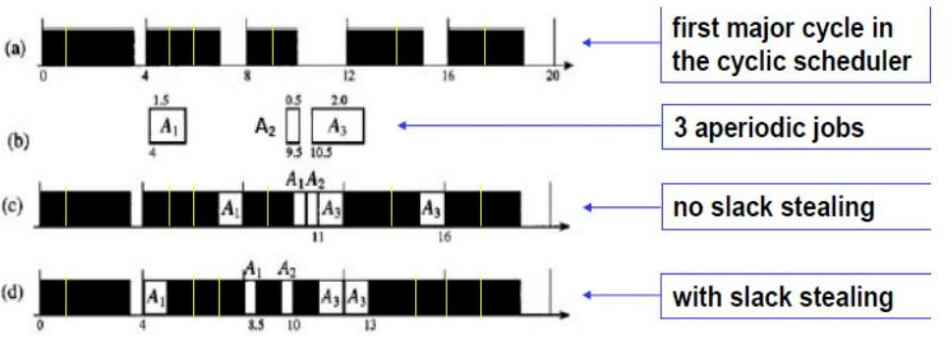 (a)
0 4 8 12 16 20
first major cycle in
the cyclic scheduler
1.5 0.5 2.0
(b) A₁ A₂ A₃
4 9.5 10.5
3 aperiodic jobs
A₁ A₂
(c) A₁ A₃ A₃
11 16
no slack stealing
A₁ A₂
(d) A₁ A₃ A₃
0 4 8.5 10 13
with slack stealing